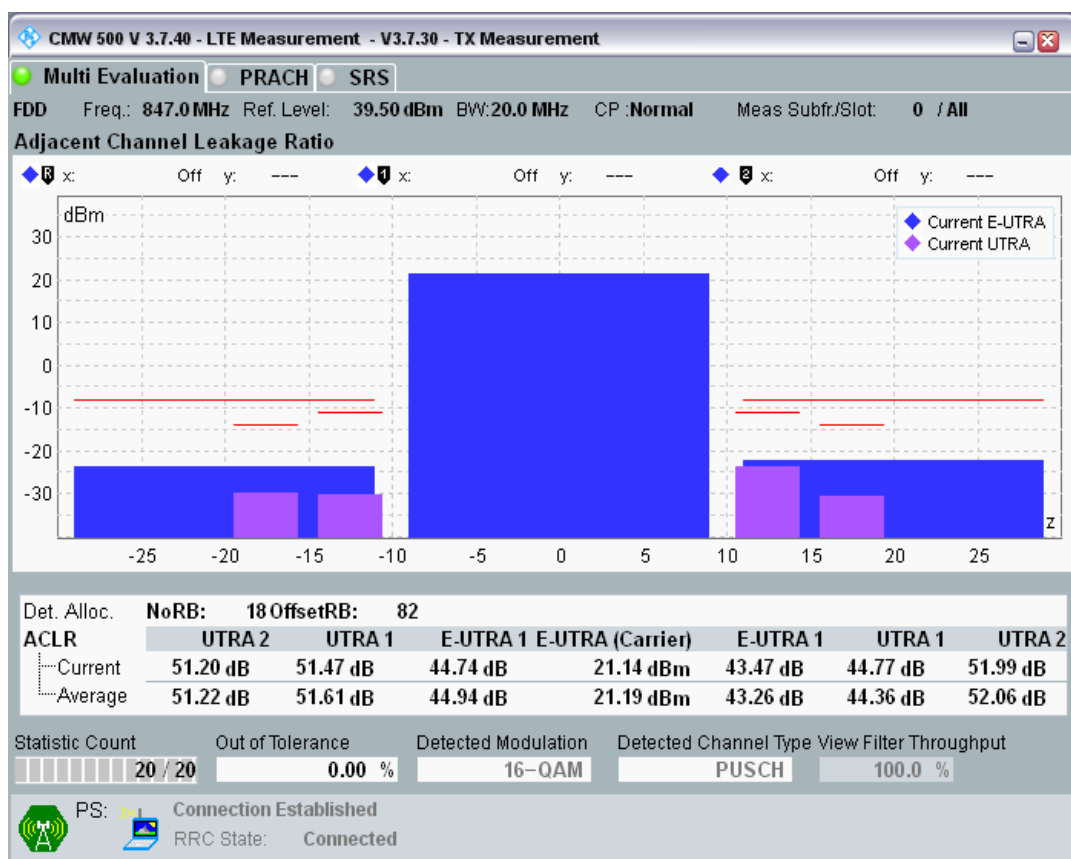 CMW 500 V 3.7.40 - LTE Measurement - V3.7.30 - TX Measurement
Multi Evaluation PRACH SRS
FDD Freq.: 847.0 MHz Ref. Level: 39.50 dBm BW:20.0 MHz CP :Normal Meas Subfr./Slot: 0 / All
Adjacent Channel Leakage Ratio
R x: Off y: --- 1 x: Off y: --- 2 x: Off y: ---
dBm
Current E-UTRA
Current UTRA
30
20
10
0
-10
-20
-30
z
-25 -20 -15 -10 -5 0 5 10 15 20 25
Det. Alloc. NoRB: 18 OffsetRB: 82
ACLR UTRA 2 UTRA 1 E-UTRA 1 E-UTRA (Carrier) E-UTRA 1 UTRA 1 UTRA 2
Current 51.20 dB 51.47 dB 44.74 dB 21.14 dBm 43.47 dB 44.77 dB 51.99 dB
Average 51.22 dB 51.61 dB 44.94 dB 21.19 dBm 43.26 dB 44.36 dB 52.06 dB
Statistic Count Out of Tolerance Detected Modulation Detected Channel Type View Filter Throughput
20 / 20 0.00 % 16-QAM PUSCH 100.0 %
PS: Connection Established
RRC State: Connected